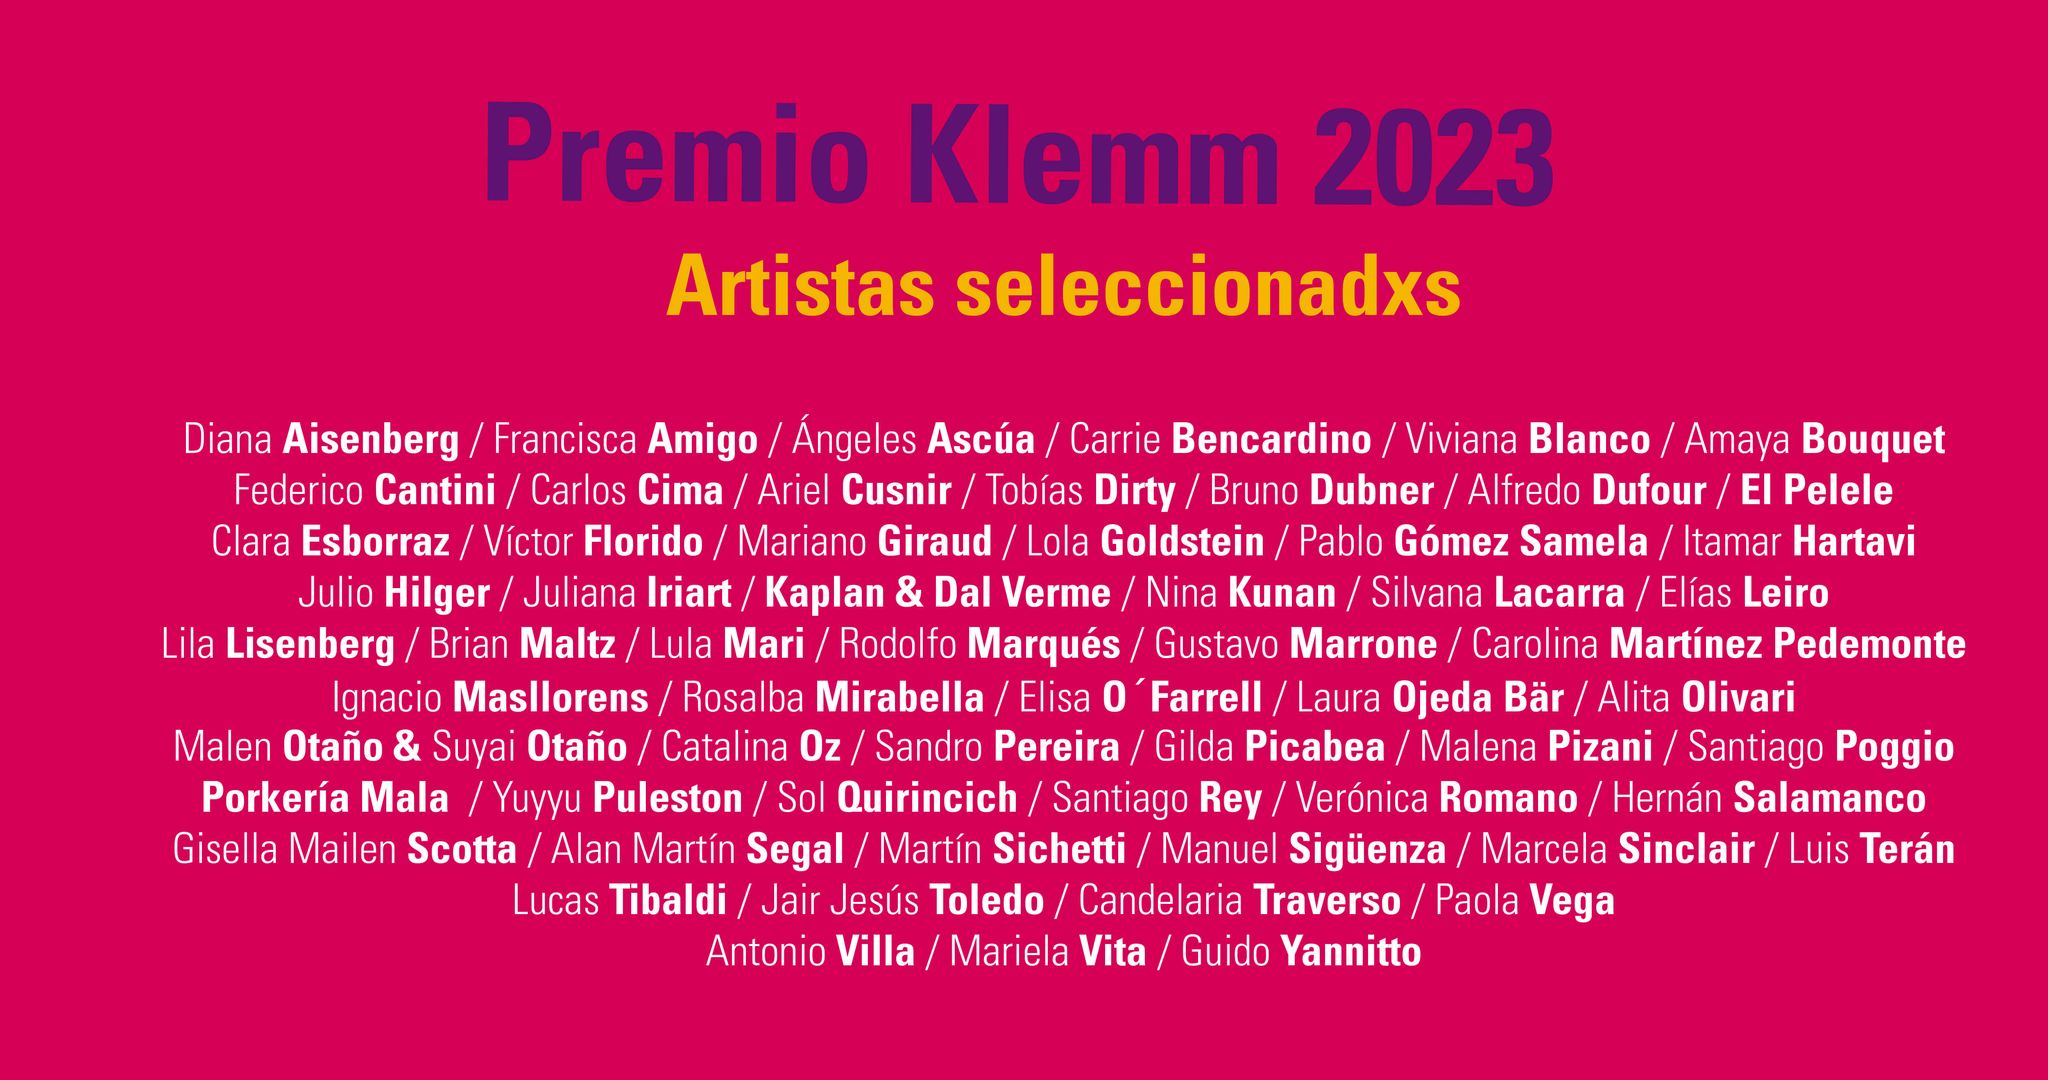 Premio Klemm 2023
Artistas seleccionadxs
Diana Aisenberg / Francisca Amigo / Ángeles Ascúa / Carrie Bencardino / Viviana Blanco / Amaya Bouquet
Federico Cantini / Carlos Cima / Ariel Cusnir / Tobías Dirty / Bruno Dubner / Alfredo Dufour / El Pelele
Clara Esborraz / Víctor Florido / Mariano Giraud / Lola Goldstein / Pablo Gómez Samela / Itamar Hartavi
Julio Hilger / Juliana Iriart / Kaplan & Dal Verme / Nina Kunan / Silvana Lacarra / Elías Leiro
Lila Lisenberg / Brian Maltz / Lula Mari / Rodolfo Marqués / Gustavo Marrone / Carolina Martínez Pedemonte
Ignacio Masllorens / Rosalba Mirabella / Elisa O´Farrell / Laura Ojeda Bär / Alita Olivari
Malen Otaño & Suyai Otaño / Catalina Oz / Sandro Pereira / Gilda Picabea / Malena Pizani / Santiago Poggio
Porkería Mala / Yuyyu Puleston / Sol Quirincich / Santiago Rey / Verónica Romano / Hernán Salamanco
Gisella Mailen Scotta / Alan Martín Segal / Martín Sichetti / Manuel Sigüenza / Marcela Sinclair / Luis Terán
Lucas Tibaldi / Jair Jesús Toledo / Candelaria Traverso / Paola Vega
Antonio Villa / Mariela Vita / Guido Yannitto